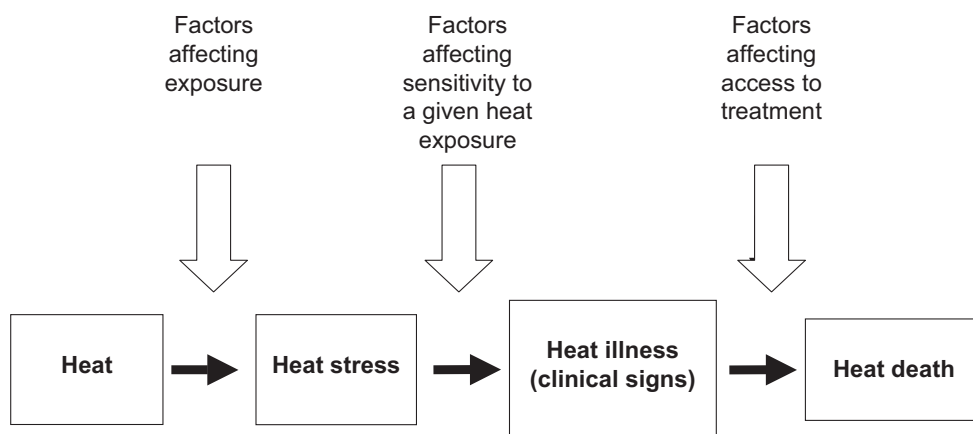 Factors
affecting
exposure
Factors
affecting
sensitivity to
a given heat
exposure
Factors
affecting
access to
treatment
Heat
Heat stress
Heat illness
(clinical signs)
Heat death